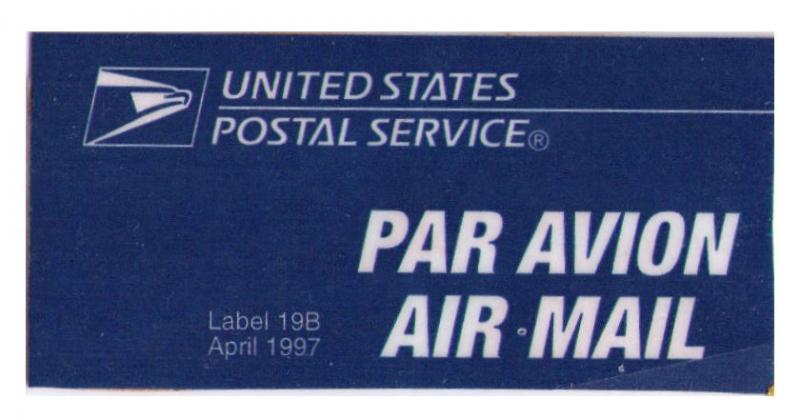 UNITED STATES
POSTAL SERVICE®
PAR AVION
AIR MAIL
Label 19B
April 1997